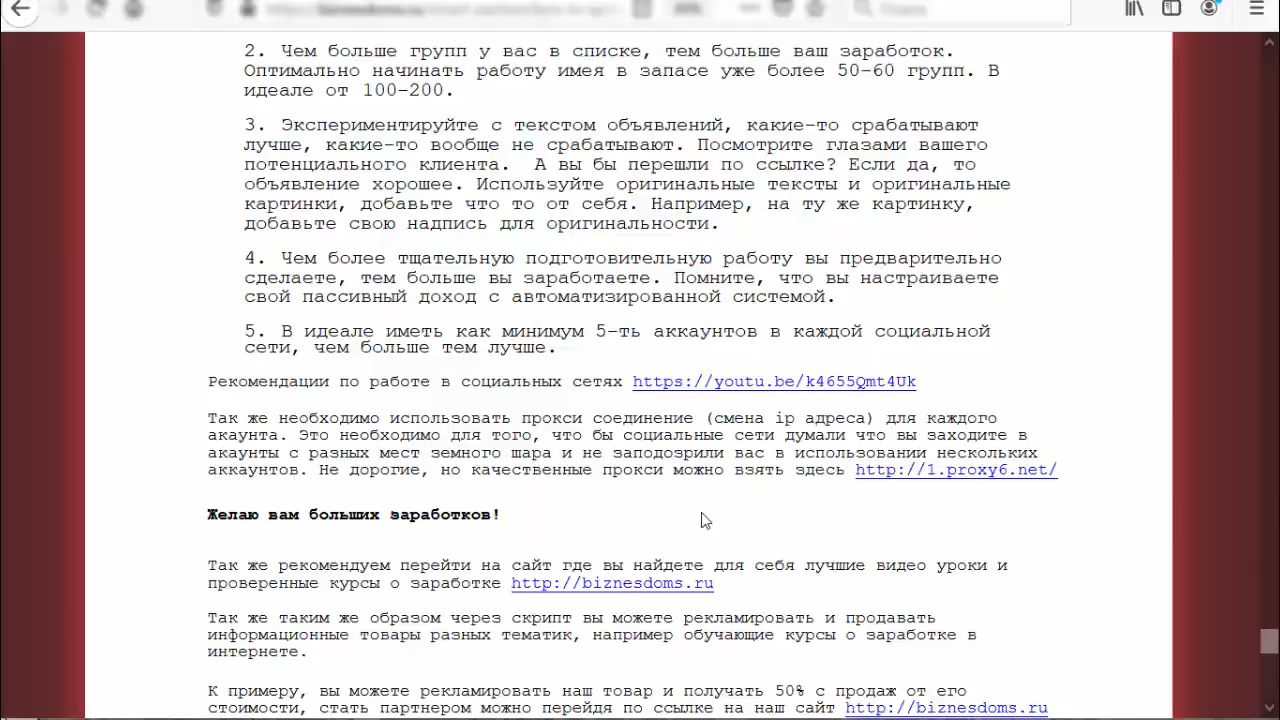 2. Чем больше групп у вас в списке, тем больше ваш заработок.
Оптимально начинать работу имея в запасе уже более 50-60 групп. В
идеале от 100-200.
3. Экспериментируйте с текстом объявлений, какие-то срабатывают
лучше, какие-то вообще не срабатывают. Посмотрите глазами вашего
потенциального клиента. А вы бы перешли по ссылке? Если да, то
объявление хорошее. Используйте оригинальные тексты и оригинальные
картинки, добавьте что то от себя. Например, на ту же картинку,
добавьте свою надпись для оригинальности.
4. Чем более тщательную подготовительную работу вы предварительно
сделаете, тем больше вы заработаете. Помните, что вы настраиваете
свой пассивный доход с автоматизированной системой.
5. В идеале иметь как минимум 5-ть аккаунтов в каждой социальной
сети, чем больше тем лучше.
Рекомендации по работе в социальных сетях https://youtu.be/k4655Qmt4Uk
Так же необходимо использовать прокси соединение (смена ip адреса) для каждого
акаунта. Это необходимо для того, что бы социальные сети думали что вы заходите в
акаунты с разных мест земного шара и не заподозрили вас в использовании нескольких
аккаунтов. Не дорогие, но качественные прокси можно взять здесь http://1.proxy6.net/
Желаю вам больших заработков!
Так же рекомендуем перейти на сайт где вы найдете для себя лучшие видео уроки и
проверенные курсы о заработке http://biznesdoms.ru
Так же таким же образом через скрипт вы можете рекламировать и продавать
информационные товары разных тематик, например обучающие курсы о заработке в
интернете.
К примеру, вы можете рекламировать наш товар и получать 50% с продаж от его
стоимости, стать партнером можно перейдя по ссылке на наш сайт http://biznesdoms.ru